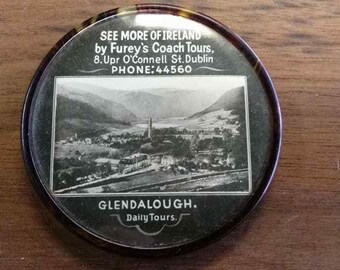 SEE MORE OF IRELAND
by Furey's Coach Tours,
8. Upr O'Connell St. Dublin
PHONE: 44560
GLENDALOUGH.
Daily Tours.